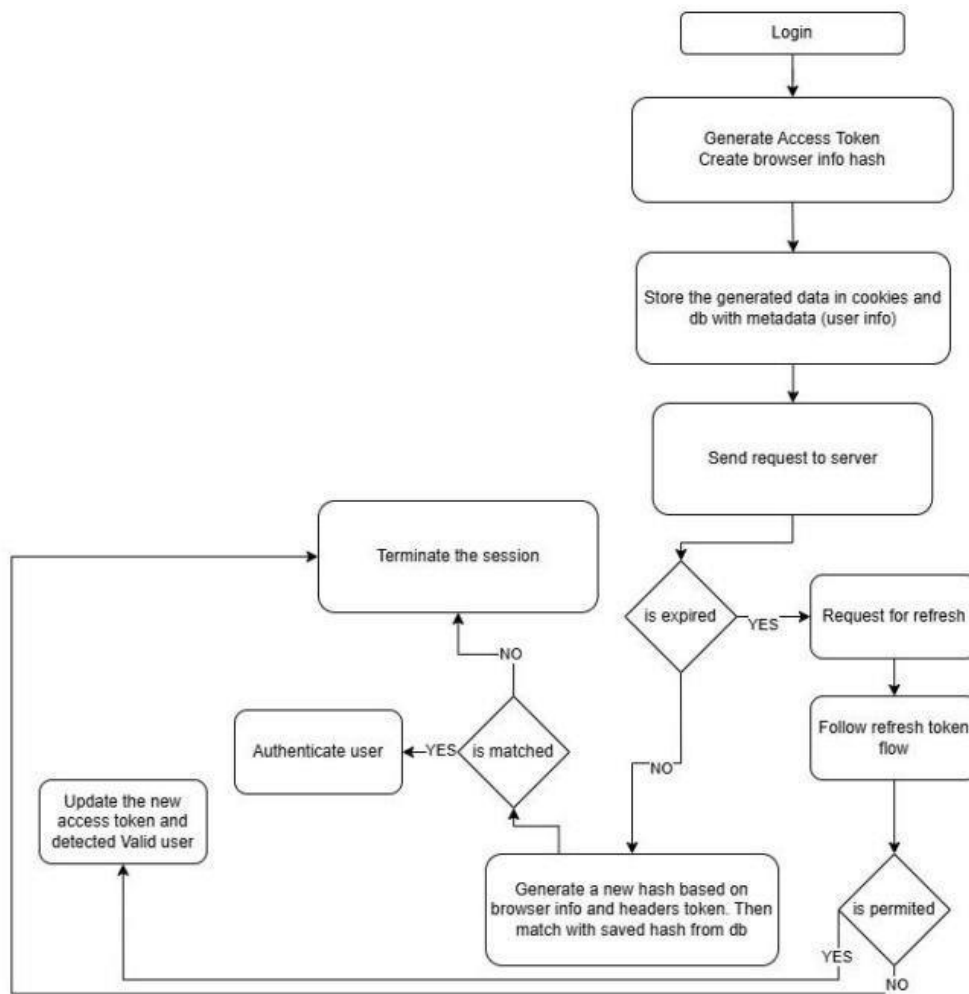 Login
Generate Access Token
Create browser info hash
Store the generated data in cookies and
db with metadata (user info)
Send request to server
Terminate the session
is expired
YES
Request for refresh
NO
Follow refresh token
flow
Authenticate user
YES
is matched
NO
Update the new
access token and
detected Valid user
Generate a new hash based on
browser info and headers token. Then
match with saved hash from db
is permited
YES
NO